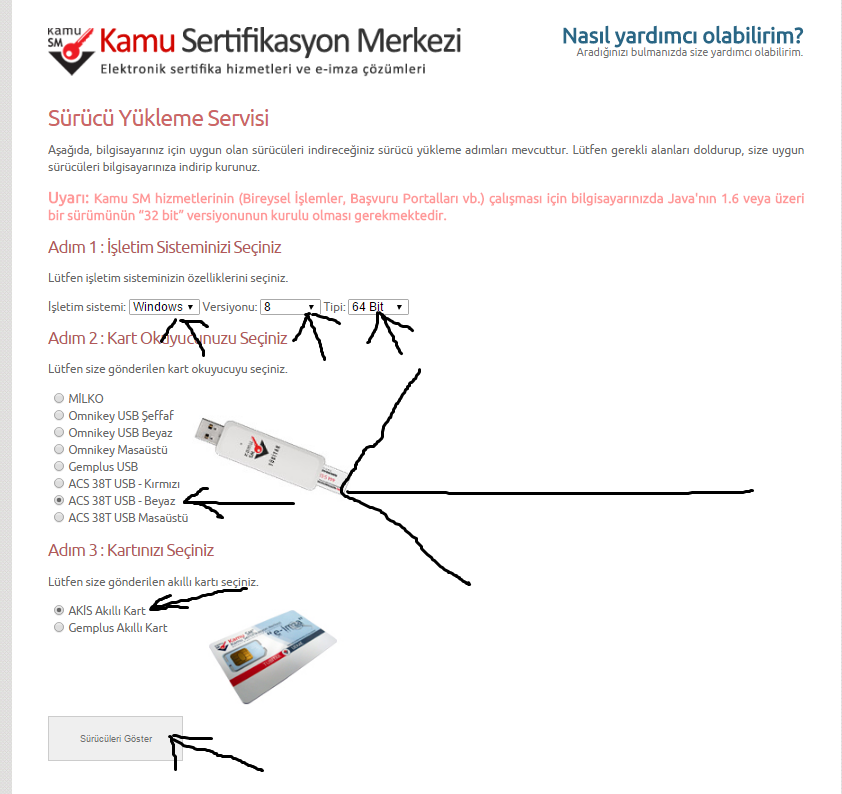 kamu
SM
Kamu Sertifikasyon Merkezi
Elektronik sertifika hizmetleri ve e-imza çözümleri
Nasıl yardımcı olabilirim?
Aradığınızı bulmanızda size yardımcı olabilirim.
Sürücü Yükleme Servisi
Aşağıda, bilgisayarınız için uygun olan sürücüleri indireceğiniz sürücü yükleme adımları mevcuttur. Lütfen gerekli alanları doldurup, size uygun
sürücüleri bilgisayarınıza indirip kurunuz.
Uyarı: Kamu SM hizmetlerinin (Bireysel İşlemler, Başvuru Portalları vb.) çalışması için bilgisayarınızda Java'nın 1.6 veya üzeri
bir sürümünün "32 bit" versiyonunun kurulu olması gerekmektedir.
Adım 1 : İşletim Sisteminizi Seçiniz
Lütfen işletim sisteminizin özelliklerini seçiniz.
İşletim sistemi: Windows Versiyonu: 8 Tipi: 64 Bit
Adım 2 : Kart Okuyucunuzu Seçiniz
Lütfen size gönderilen kart okuyucuyu seçiniz.
MİLKO
Omnikey USB Şeffaf
Omnikey USB Beyaz
Omnikey Masaüstü
Gemplus USB
ACS 38T USB - Kırmızı
ACS 38T USB - Beyaz
ACS 38T USB Masaüstü
kamu
SM
Adım 3 : Kartınızı Seçiniz
Lütfen size gönderilen akıllı kartı seçiniz.
AKİS Akıllı Kart
Gemplus Akıllı Kart
Kamu SM
"e-imza"
Sürücüleri Göster